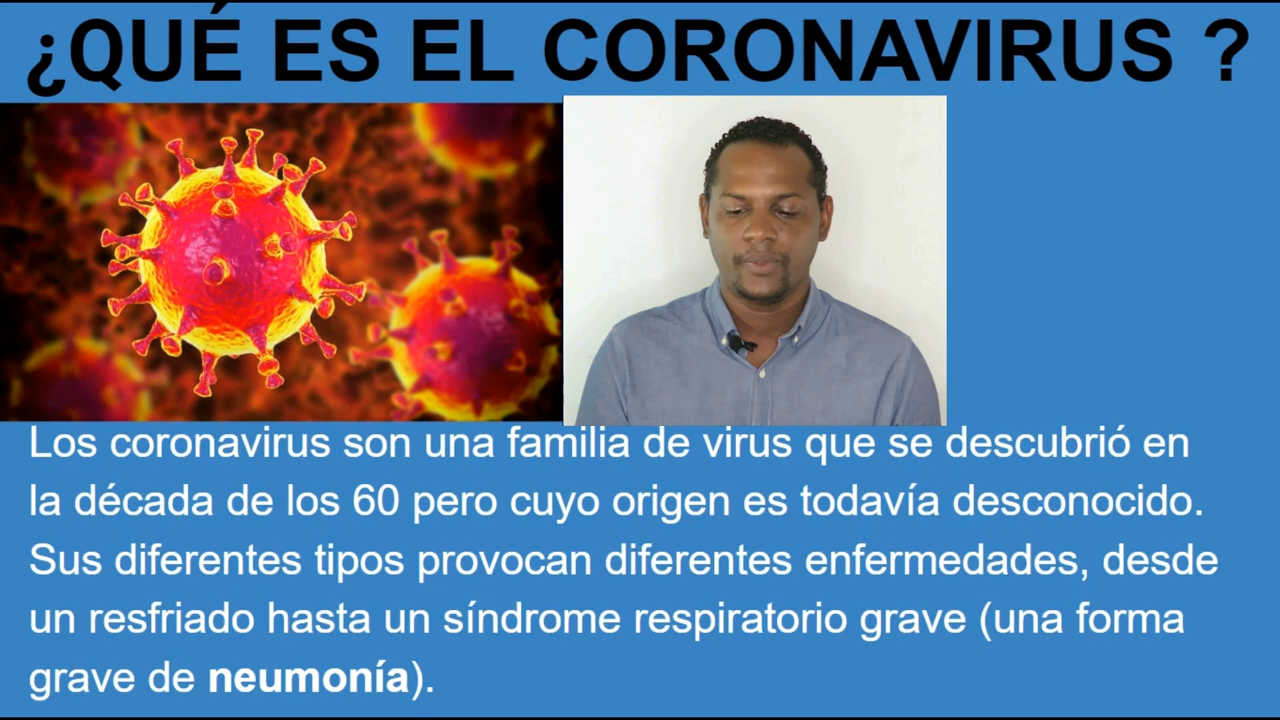 ¿QUÉ ES EL CORONAVIRUS ?
Los coronavirus son una familia de virus que se descubrió en
la década de los 60 pero cuyo origen es todavía desconocido.
Sus diferentes tipos provocan diferentes enfermedades, desde
un resfriado hasta un síndrome respiratorio grave (una forma
grave de neumonía).